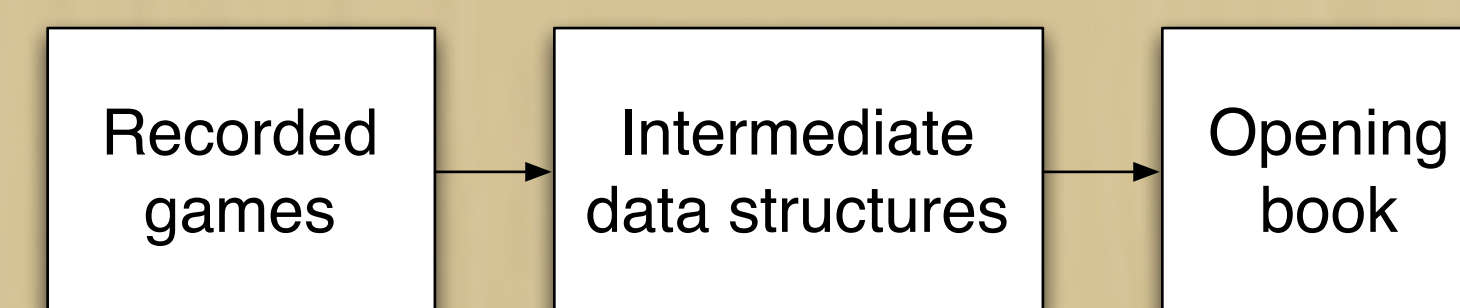 Recorded
games
Intermediate
data structures
Opening
book